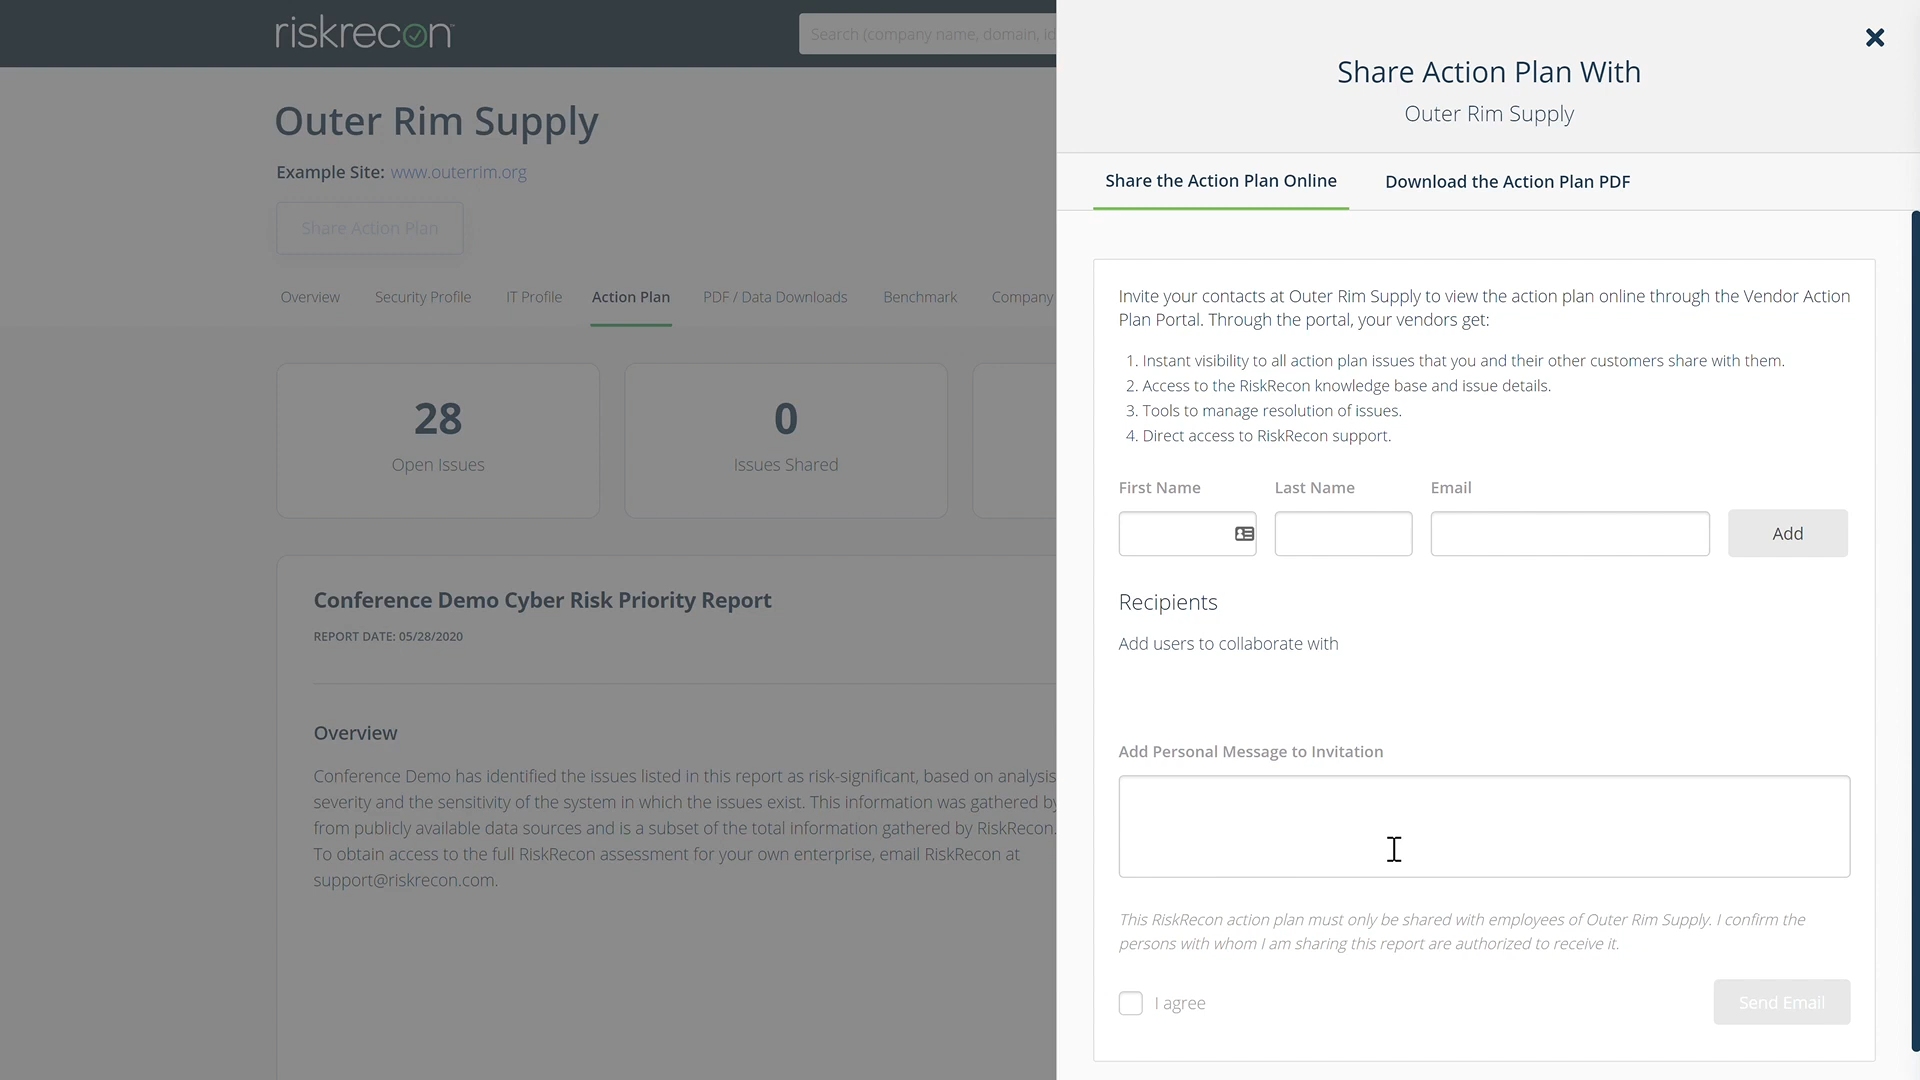 riskrecon
Search (company name, domain, id
Outer Rim Supply
Example Site: www.outerrim.org
Share Action Plan
Overview Security Profile IT Profile Action Plan PDF / Data Downloads Benchmark Company
28
Open Issues
0
Issues Shared
Conference Demo Cyber Risk Priority Report
REPORT DATE: 05/28/2020
Overview
Conference Demo has identified the issues listed in this report as risk-significant, based on analysis
severity and the sensitivity of the system in which the issues exist. This information was gathered by
from publicly available data sources and is a subset of the total information gathered by RiskRecon.
To obtain access to the full RiskRecon assessment for your own enterprise, email RiskRecon at
support@riskrecon.com.
Share Action Plan With
Outer Rim Supply
Share the Action Plan Online Download the Action Plan PDF
Invite your contacts at Outer Rim Supply to view the action plan online through the Vendor Action
Plan Portal. Through the portal, your vendors get:
1. Instant visibility to all action plan issues that you and their other customers share with them.
2. Access to the RiskRecon knowledge base and issue details.
3. Tools to manage resolution of issues.
4. Direct access to RiskRecon support.
First Name Last Name Email
Add
Recipients
Add users to collaborate with
Add Personal Message to Invitation
This RiskRecon action plan must only be shared with employees of Outer Rim Supply. I confirm the
persons with whom I am sharing this report are authorized to receive it.
I agree
Send Email